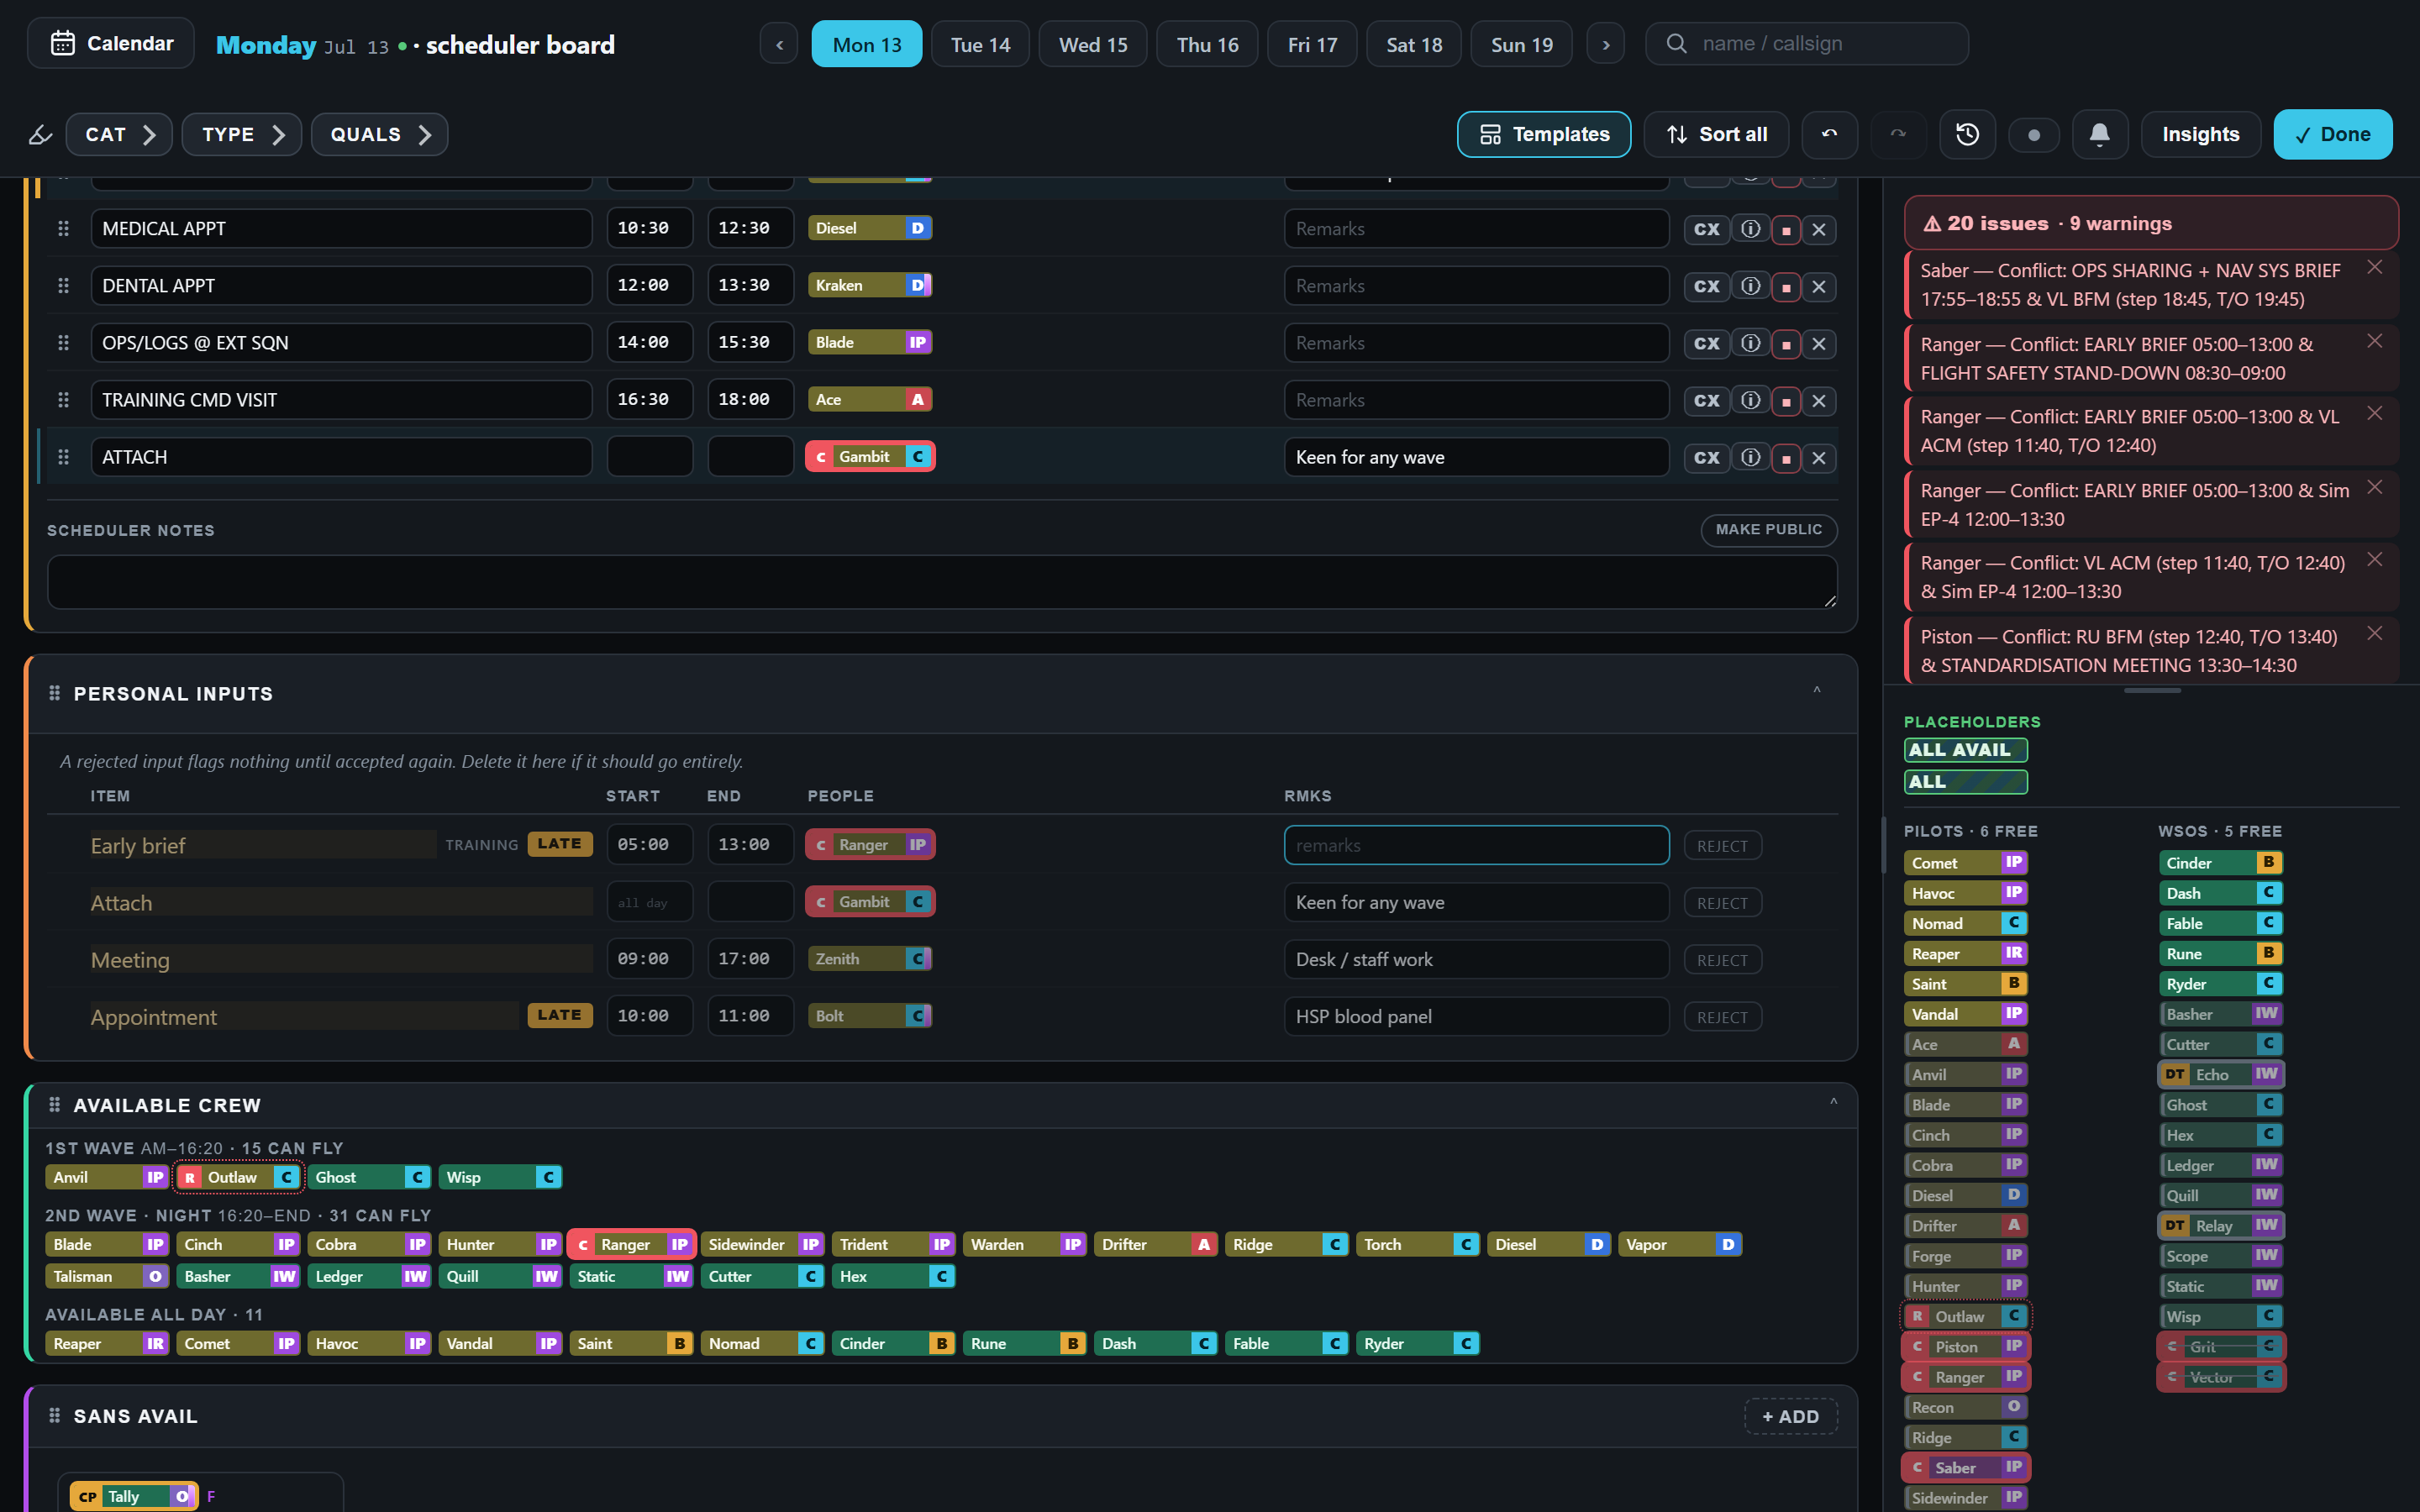 Calendar
Monday Jul 13 • · scheduler board
‹ Mon 13 Tue 14 Wed 15 Thu 16 Fri 17 Sat 18 Sun 19 ›
name / callsign
CAT TYPE QUALS
Templates Sort all Insights ✓ Done
MEDICAL APPT 10:30 12:30 Diesel D Remarks CX
DENTAL APPT 12:00 13:30 Kraken D Remarks CX
OPS/LOGS @ EXT SQN 14:00 15:30 Blade IP Remarks CX
TRAINING CMD VISIT 16:30 18:00 Ace A Remarks CX
ATTACH C Gambit C Keen for any wave CX
SCHEDULER NOTES MAKE PUBLIC
PERSONAL INPUTS
A rejected input flags nothing until accepted again. Delete it here if it should go entirely.
ITEM START END PEOPLE RMKS
Early brief TRAINING LATE 05:00 13:00 C Ranger IP remarks REJECT
Attach all day C Gambit C Keen for any wave REJECT
Meeting 09:00 17:00 Zenith C Desk / staff work REJECT
Appointment LATE 10:00 11:00 Bolt C HSP blood panel REJECT
AVAILABLE CREW
1ST WAVE AM–16:20 · 15 CAN FLY
Anvil IP R Outlaw C Ghost C Wisp C
2ND WAVE · NIGHT 16:20–END · 31 CAN FLY
Blade IP Cinch IP Cobra IP Hunter IP C Ranger IP Sidewinder IP Trident IP Warden IP Drifter A Ridge C Torch C Diesel D Vapor D
Talisman O Basher IW Ledger IW Quill IW Static IW Cutter C Hex C
AVAILABLE ALL DAY · 11
Reaper IR Comet IP Havoc IP Vandal IP Saint B Nomad C Cinder B Rune B Dash C Fable C Ryder C
SANS AVAIL + ADD
CP Tally O F
⚠ 20 issues · 9 warnings
Saber — Conflict: OPS SHARING + NAV SYS BRIEF
17:55–18:55 & VL BFM (step 18:45, T/O 19:45)
Ranger — Conflict: EARLY BRIEF 05:00–13:00 &
FLIGHT SAFETY STAND-DOWN 08:30–09:00
Ranger — Conflict: EARLY BRIEF 05:00–13:00 & VL
ACM (step 11:40, T/O 12:40)
Ranger — Conflict: EARLY BRIEF 05:00–13:00 & Sim
EP-4 12:00–13:30
Ranger — Conflict: VL ACM (step 11:40, T/O 12:40)
& Sim EP-4 12:00–13:30
Piston — Conflict: RU BFM (step 12:40, T/O 13:40)
& STANDARDISATION MEETING 13:30–14:30
PLACEHOLDERS
ALL AVAIL
ALL
PILOTS · 6 FREE
Comet IP
Havoc IP
Nomad C
Reaper IR
Saint B
Vandal IP
Ace A
Anvil IP
Blade IP
Cinch IP
Cobra IP
Diesel D
Drifter A
Forge IP
Hunter IP
R Outlaw C
C Piston IP
C Ranger IP
Recon O
Ridge C
C Saber IP
Sidewinder IP
WSOS · 5 FREE
Cinder B
Dash C
Fable C
Rune B
Ryder C
Basher IW
Cutter C
DT Echo IW
Ghost C
Hex C
Ledger IW
Quill IW
DT Relay IW
Scope IW
Static IW
Wisp C
C Grit C
C Vector C